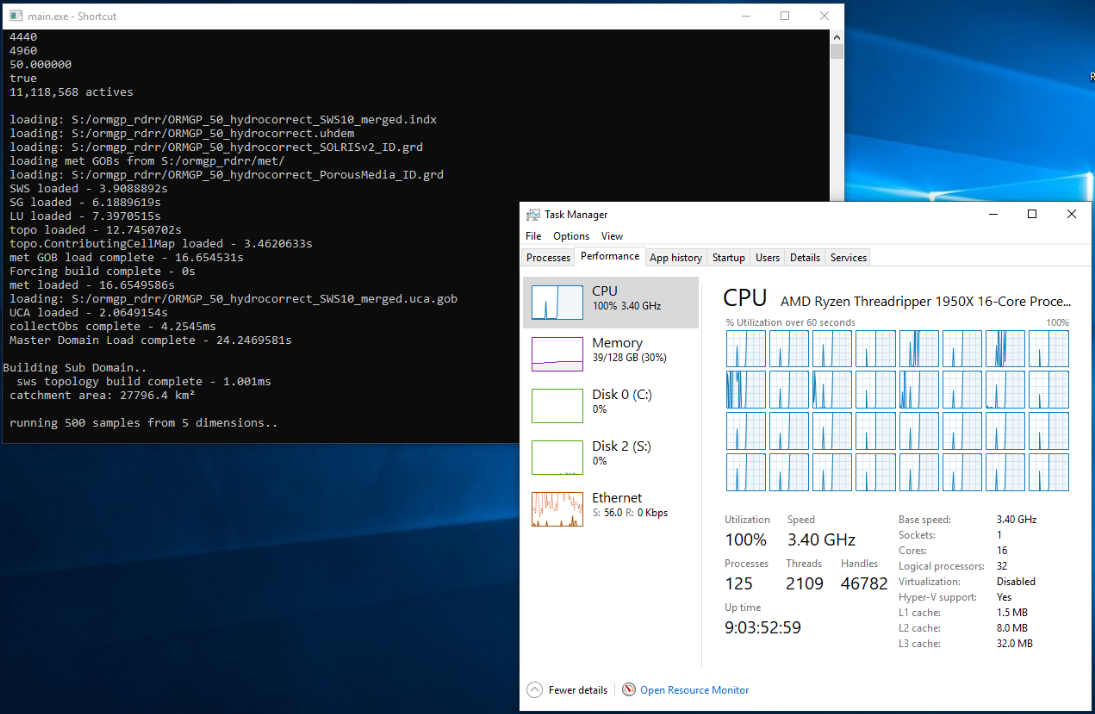 main.exe - Shortcut
4440
4960
50.000000
true
11,118,568 actives
loading: S:/ormgp_rdrr/ORMGP_50_hydrocorrect_SWS10_merged.indx
loading: S:/ormgp_rdrr/ORMGP_50_hydrocorrect.uhdem
loading: S:/ormgp_rdrr/ORMGP_50_hydrocorrect_SOLRISv2_ID.grd
loading met GOBs from S:/ormgp_rdrr/met/
loading: S:/ormgp_rdrr/ORMGP_50_hydrocorrect_PorousMedia_ID.grd
SWS loaded - 3.9088892s
SG loaded - 6.1889619s
LU loaded - 7.3970515s
topo loaded - 12.7450702s
topo.ContributingCellMap loaded - 3.4620633s
met GOB load complete - 16.654531s
Forcing build complete - 0s
met loaded - 16.6549586s
loading: S:/ormgp_rdrr/ORMGP_50_hydrocorrect_SWS10_merged.uca.gob
UCA loaded - 2.0649154s
collectObs complete - 4.2545ms
Master Domain Load complete - 24.2469581s
Building Sub Domain..
sws topology build complete - 1.001ms
catchment area: 27796.4 km²
running 500 samples from 5 dimensions..
R
Task Manager
File Options View
Processes Performance App history Startup Users Details Services
CPU
100% 3.40 GHz
Memory
39/128 GB (30%)
Disk 0 (C:)
0%
Disk 2 (S:)
0%
Ethernet
S: 56.0 R: 0 Kbps
CPU AMD Ryzen Threadripper 1950X 16-Core Proce...
% Utilization over 60 seconds 100%
Utilization Speed
100% 3.40 GHz
Processes Threads Handles
125 2109 46782
Up time
9:03:52:59
Base speed: 3.40 GHz
Sockets: 1
Cores: 16
Logical processors: 32
Virtualization: Disabled
Hyper-V support: Yes
L1 cache: 1.5 MB
L2 cache: 8.0 MB
L3 cache: 32.0 MB
Fewer details Open Resource Monitor